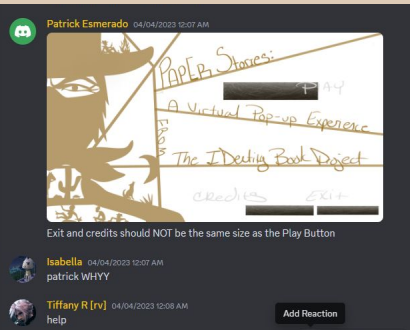 Patrick Esmerado 04/04/2023 12:07 AM
PAPER Stories:
PLAY
A Virtual Pop-up Experience
FROM
The IDentity Book Project
Credits Exit
Exit and credits should NOT be the same size as the Play Button
Isabella 04/04/2023 12:07 AM
patrick WHYY
Tiffany R [rv] 04/04/2023 12:08 AM
help
Add Reaction